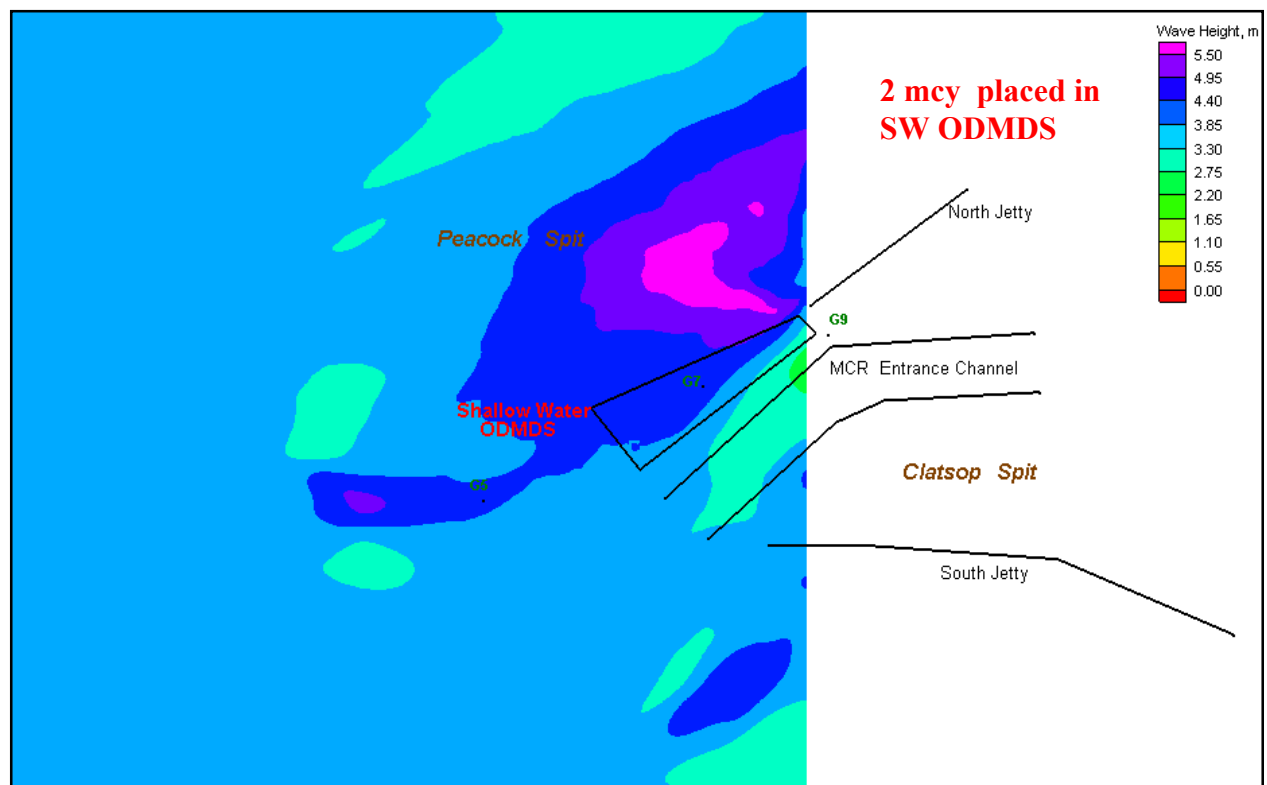 Wave Height, m
5.50
4.95
4.40
3.85
3.30
2.75
2.20
1.65
1.10
0.55
0.00
2 mcy placed in
SW ODMDS
North Jetty
Peacock Spit
G9
MCR Entrance Channel
G7
Shallow Water
ODMDS
Clatsop Spit
South Jetty